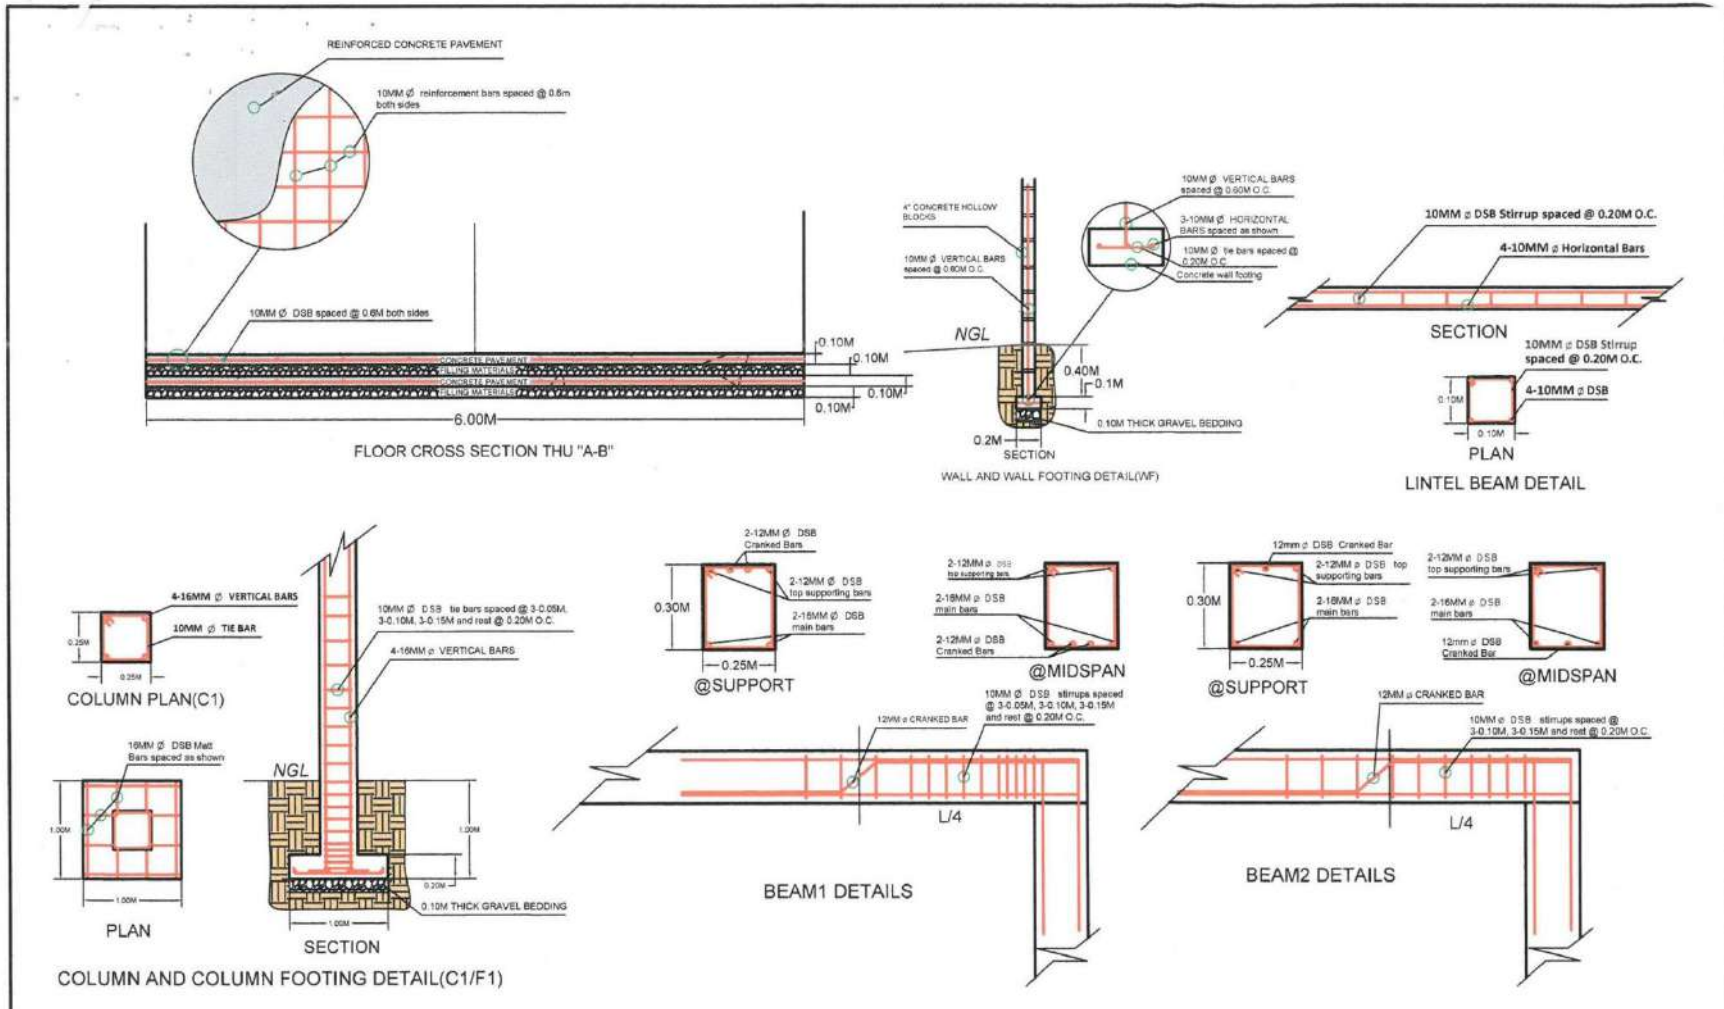 REINFORCED CONCRETE PAVEMENT
10MM Ø reinforcement bars spaced @ 0.6m
both sides
10MM Ø DSB spaced @ 0.6M both sides
CONCRETE PAVEMENT
FILLING MATERIALS
CONCRETE PAVEMENT
FILLING MATERIALS
0.10M
0.10M
0.10M
0.10M
6.00M
FLOOR CROSS SECTION THU "A-B"
4" CONCRETE HOLLOW
BLOCKS
10MM Ø VERTICAL BARS
spaced @ 0.60M O.C.
10MM Ø VERTICAL BARS
spaced @ 0.60M O.C.
3-10MM Ø HORIZONTAL
BARS spaced as shown
10MM Ø tie bars spaced @
0.20M O.C.
Concrete wall footing
NGL
0.40M
0.1M
0.10M THICK GRAVEL BEDDING
0.2M
SECTION
WALL AND WALL FOOTING DETAIL(WF)
10MM ø DSB Stirrup spaced @ 0.20M O.C.
4-10MM ø Horizontal Bars
SECTION
10MM ø DSB Stirrup
spaced @ 0.20M O.C.
4-10MM ø DSB
0.10M
0.10M
PLAN
LINTEL BEAM DETAIL
4-16MM Ø VERTICAL BARS
10MM Ø TIE BAR
0.25M
0.25M
COLUMN PLAN(C1)
16MM Ø DSB Matt
Bars spaced as shown
1.00M
1.00M
PLAN
10MM Ø DSB tie bars spaced @ 3-0.05M,
3-0.10M, 3-0.15M and rest @ 0.20M O.C.
4-16MM ø VERTICAL BARS
NGL
1.00M
0.20M
0.10M THICK GRAVEL BEDDING
1.00M
SECTION
COLUMN AND COLUMN FOOTING DETAIL(C1/F1)
2-12MM Ø DSB
Cranked Bars
2-12MM Ø DSB
top supporting bars
2-16MM Ø DSB
main bars
0.30M
0.25M
@SUPPORT
2-12MM ø DSB
top supporting bars
2-16MM ø DSB
main bars
2-12MM ø DSB
Cranked Bars
@MIDSPAN
12MM ø CRANKED BAR
10MM Ø DSB stirrups spaced
@ 3-0.05M, 3-0.10M, 3-0.15M
and rest @ 0.20M O.C.
L/4
BEAM1 DETAILS
12mm ø DSB Cranked Bar
2-12MM ø DSB top
supporting bars
2-16MM ø DSB
main bars
0.30M
0.25M
@SUPPORT
2-12MM ø DSB
top supporting bars
2-16MM ø DSB
main bars
12mm ø DSB
Cranked Bar
@MIDSPAN
12MM ø CRANKED BAR
10MM Ø DSB stirrups spaced @
3-0.10M, 3-0.15M and rest @ 0.20M O.C.
L/4
BEAM2 DETAILS